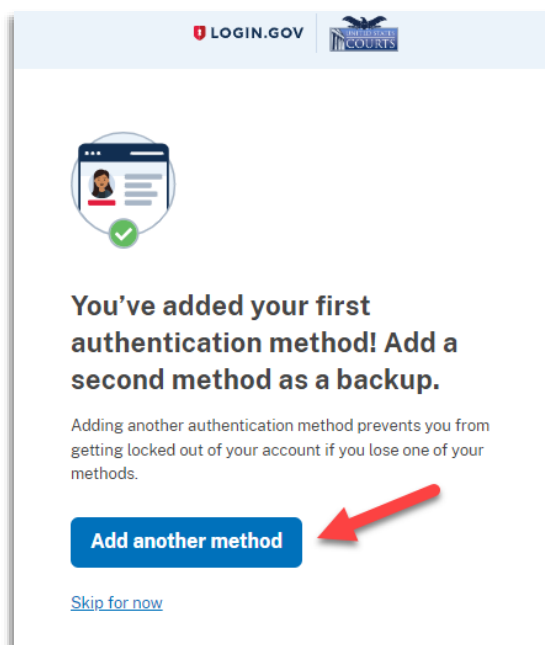 LOGIN.GOV
UNITED STATES
COURTS
You’ve added your first
authentication method! Add a
second method as a backup.
Adding another authentication method prevents you from
getting locked out of your account if you lose one of your
methods.
Add another method
Skip for now